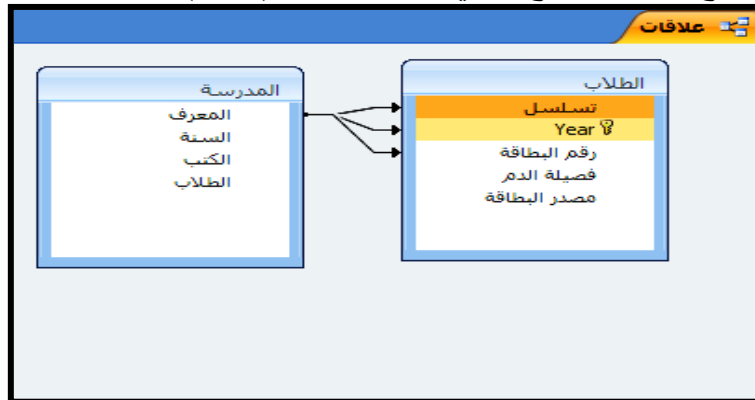 علاقات
الطلاب
تسلسل
Year
رقم البطاقة
فصيلة الدم
مصدر البطاقة
المدرسة
المعرف
السنة
الكتب
الطلاب